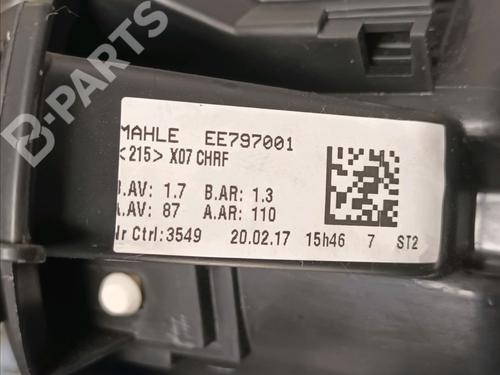 B-PARTS
MAHLE EE797001
<215> X07 CHRF
B.AV: 1.7 B.AR: 1.3
A.AV: 87 A.AR: 110
Nr Ctrl:3549 20.02.17 15h46 7 ST2